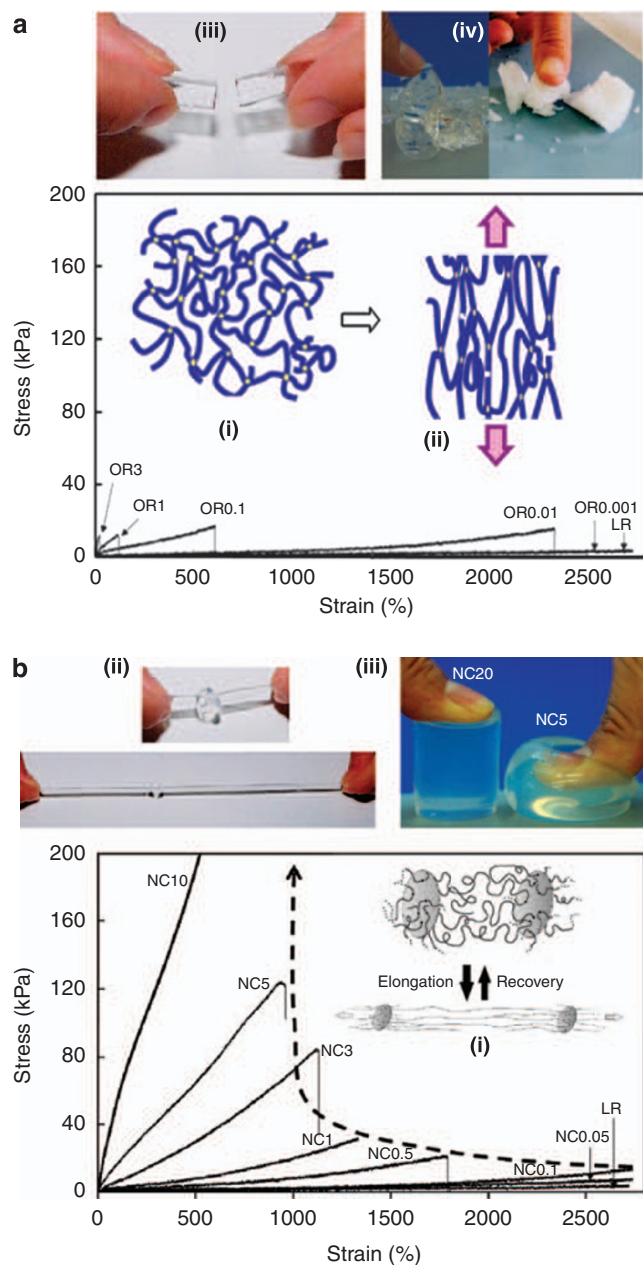 a
(iii)
(iv)
200
160
120
80
40
0
Stress (kPa)
(i)
(ii)
OR3
OR1
OR0.1
OR0.01
OR0.001
LR
0
500
1000
1500
2000
2500
Strain (%)
b
(ii)
(iii)
NC20
NC5
200
160
120
80
40
0
Stress (kPa)
NC10
NC5
NC3
NC1
NC0.5
NC0.1
NC0.05
LR
Elongation
Recovery
(i)
0
500
1000
1500
2000
2500
Strain (%)